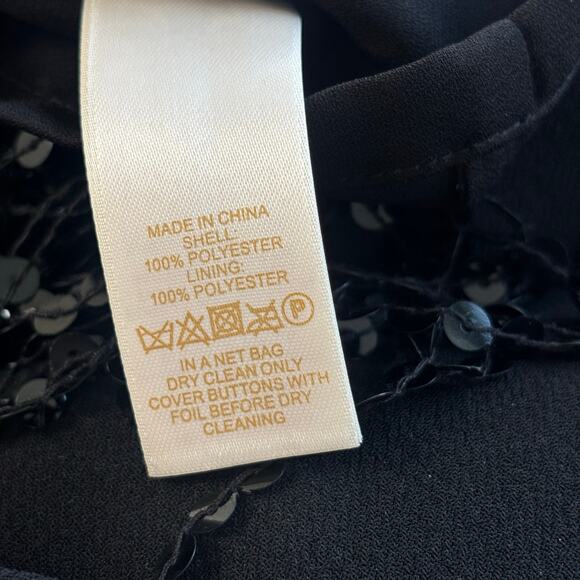 MADE IN CHINA
SHELL:
100% POLYESTER
LINING:
100% POLYESTER
P
IN A NET BAG
DRY CLEAN ONLY
COVER BUTTONS WITH
FOIL BEFORE DRY
CLEANING